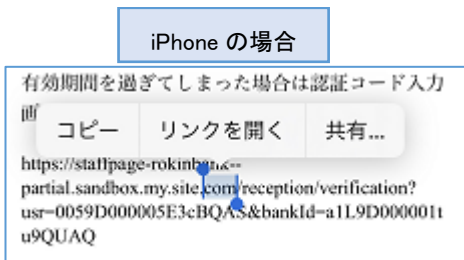 iPhone の場合
有効期間を過ぎてしまった場合は認証コード入力
コピー リンクを開く 共有...
https://staffpage-rokinbank--
partial.sandbox.my.site.com/reception/verification?
usr=0059D000005E3cBQAS&bankId=a1L9D000001t
u9QUAQ